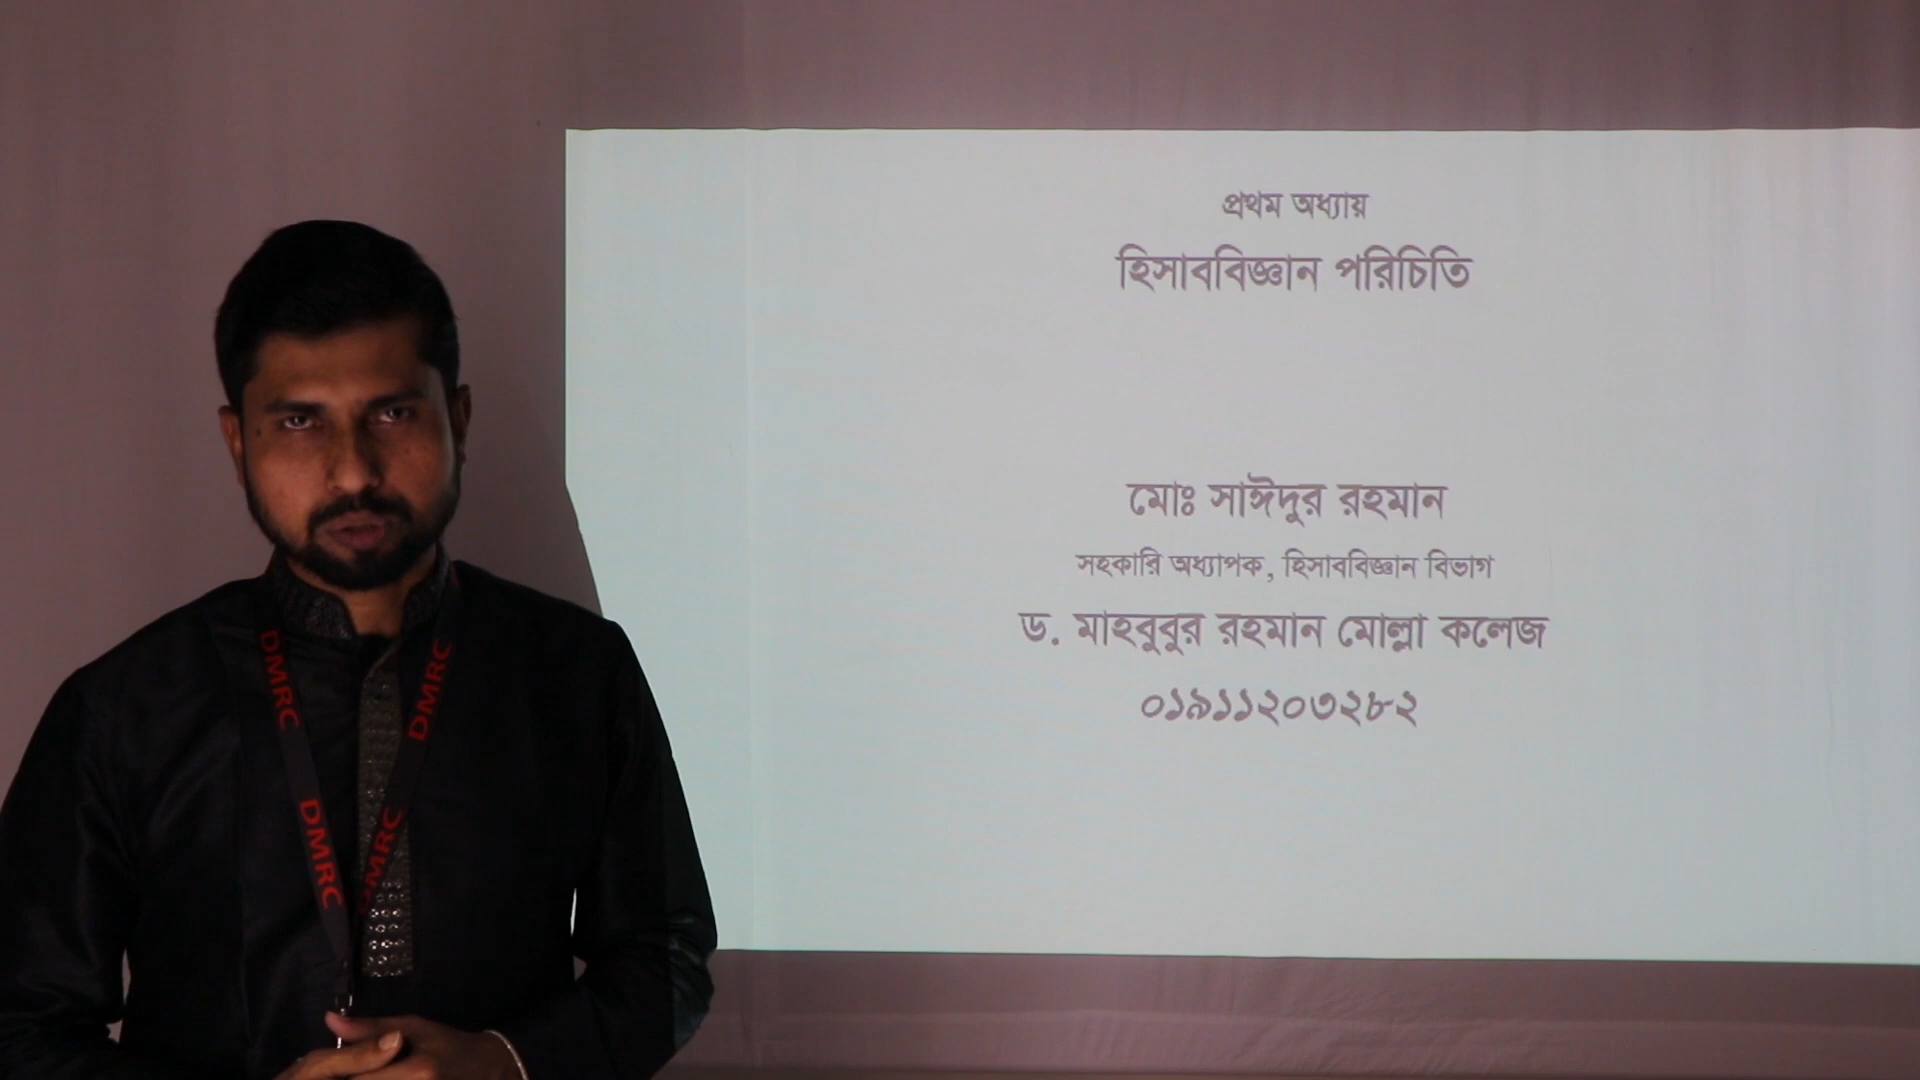 প্রথম অধ্যায়
হিসাববিজ্ঞান পরিচিতি
মোঃ সাঈদুর রহমান
সহকারি অধ্যাপক, হিসাববিজ্ঞান বিভাগ
ড. মাহবুবুর রহমান মোল্লা কলেজ
০১৯১১২০৩২৮২
DMRC
DMRC
DMRC
DMRC